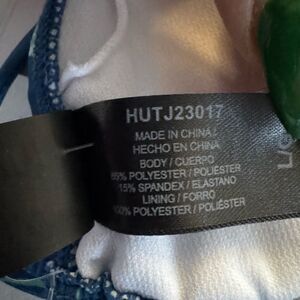 HUTJ23017
MADE IN CHINA /
HECHO EN CHINA
BODY / CUERPO
85% POLYESTER / POLIÉSTER
15% SPANDEX / ELASTANO
LINING / FORRO
100% POLYESTER / POLIÉSTER